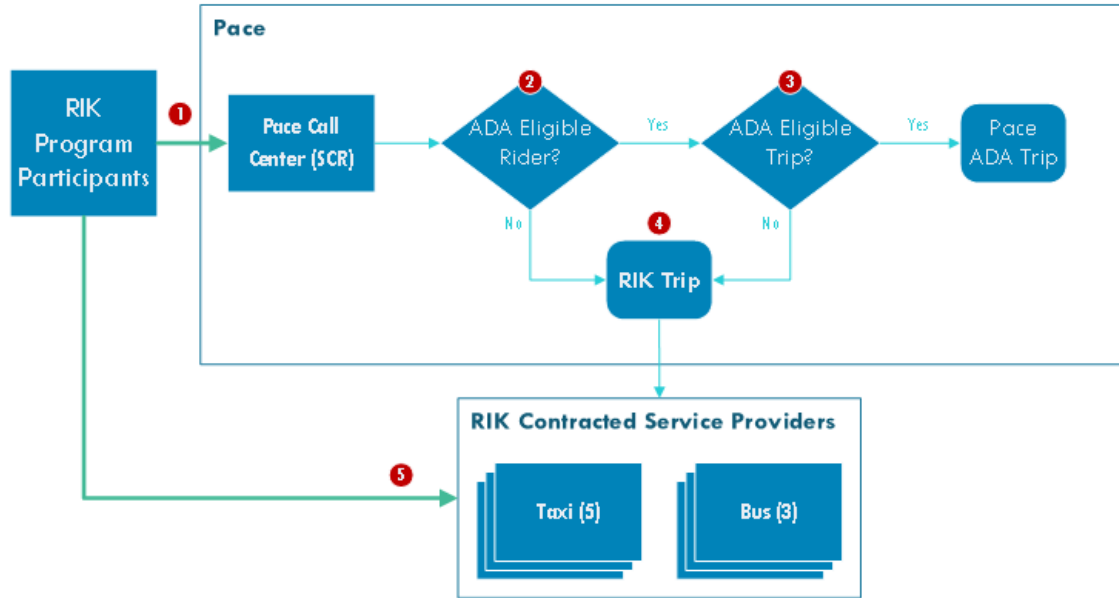 Pace
RIK
Program
Participants
1
Pace Call
Center (SCR)
2
ADA Eligible
Rider?
Yes
3
ADA Eligible
Trip?
Yes
Pace
ADA Trip
No
4
No
RIK Trip
RIK Contracted Service Providers
5
Taxi (5)
Bus (3)